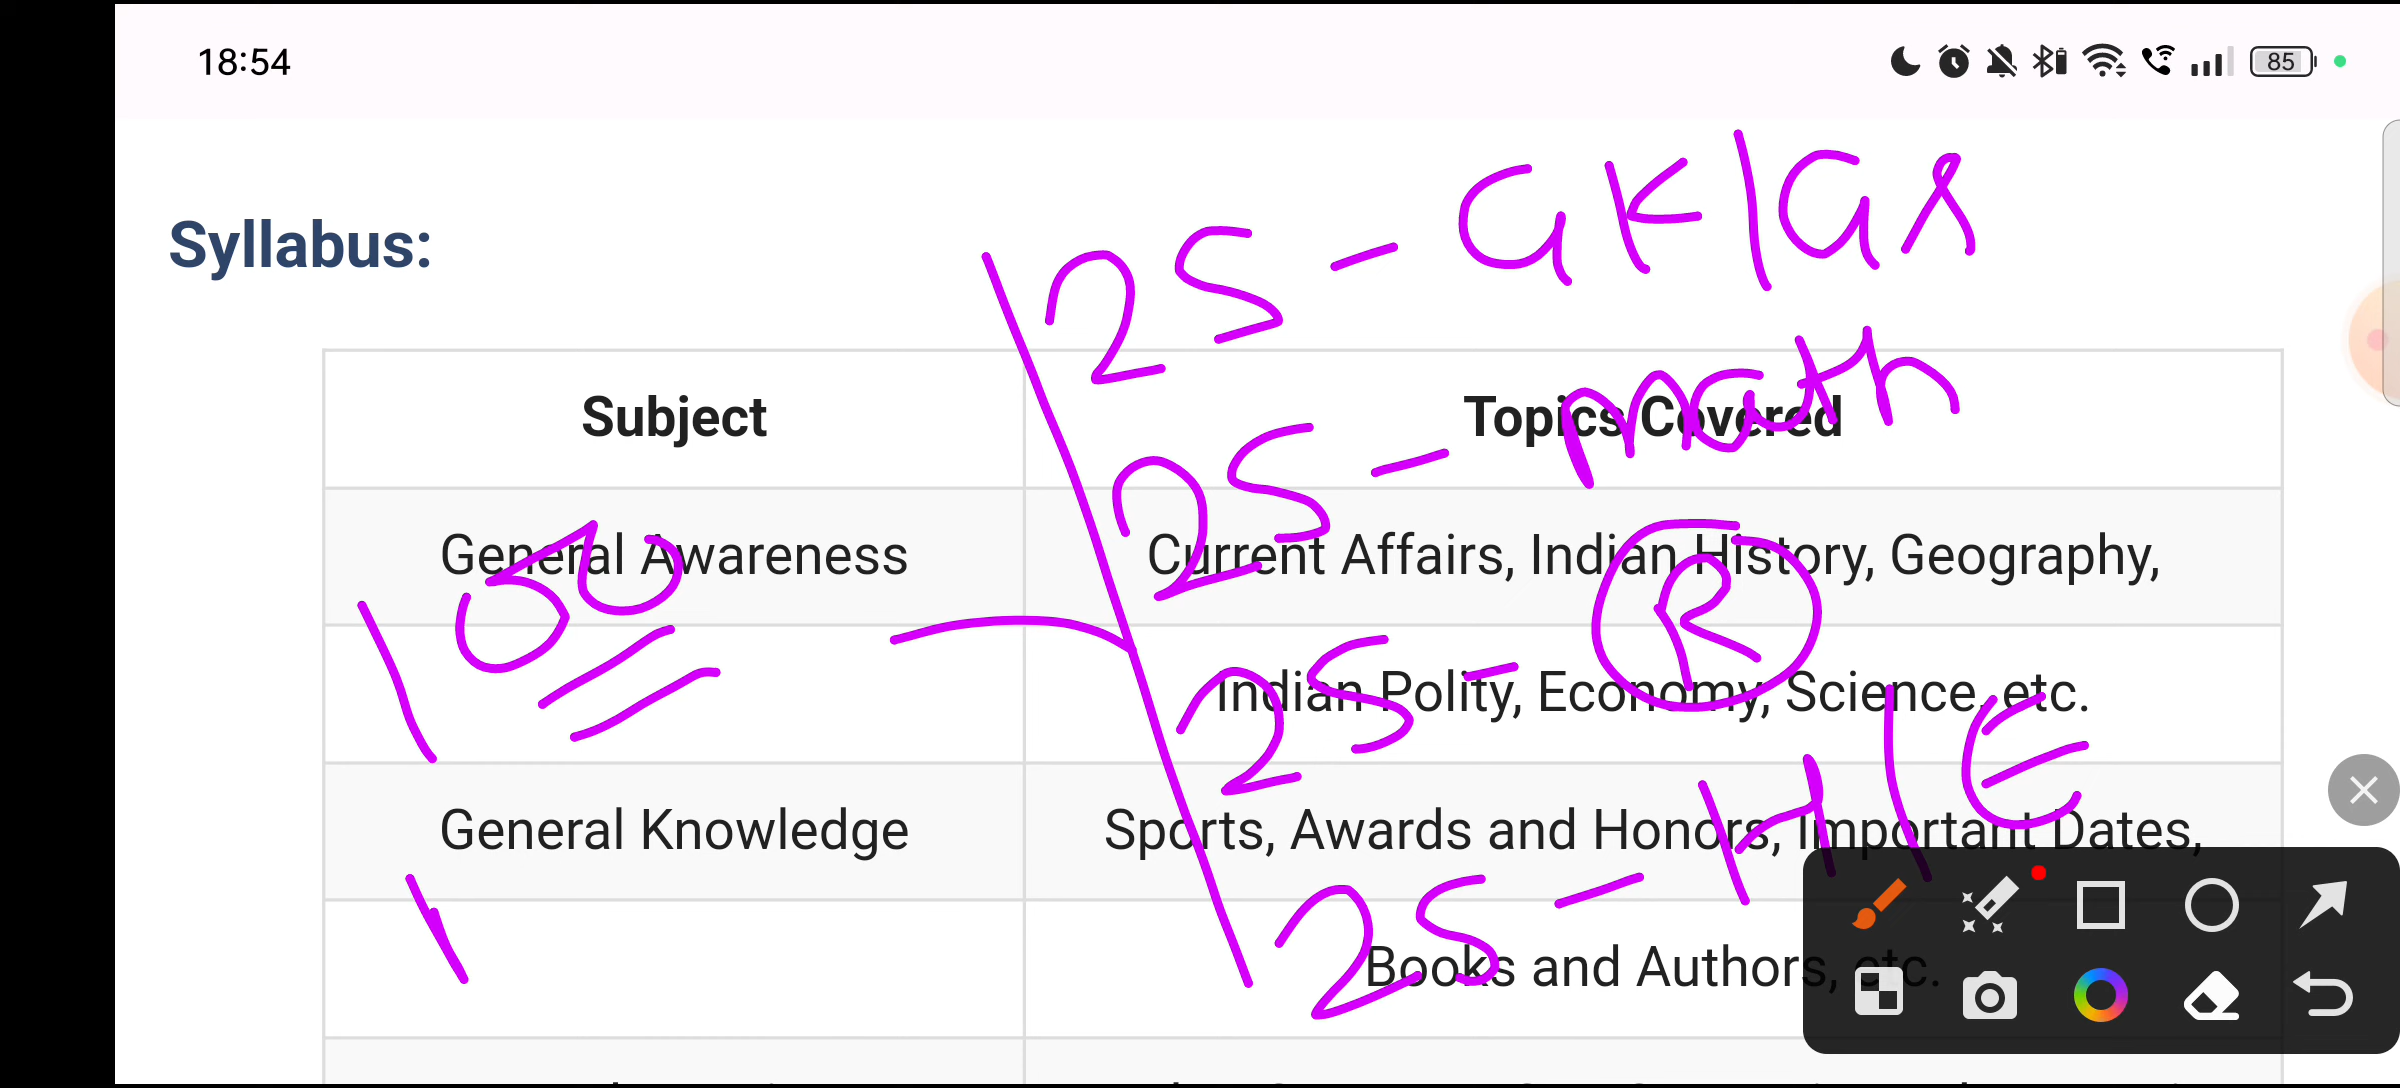 18:54
85
Syllabus:
25 - GK/GS
Subject
Topics Covered
25 - math
General Awareness
Current Affairs, Indian History, Geography,
100
25 - R
Indian Polity, Economy, Science, etc.
General Knowledge
Sports, Awards and Honors, Important Dates,
25 - H/E
Books and Authors, etc.